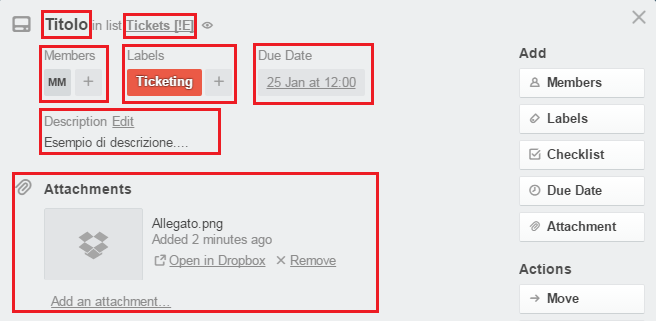 Titolo in list Tickets [!E]
Members Labels Due Date
MM + Ticketing + 25 Jan at 12:00
Description Edit
Esempio di descrizione....
Attachments
Allegato.png
Added 2 minutes ago
Open in Dropbox Remove
Add an attachment...
Add
Members
Labels
Checklist
Due Date
Attachment
Actions
Move